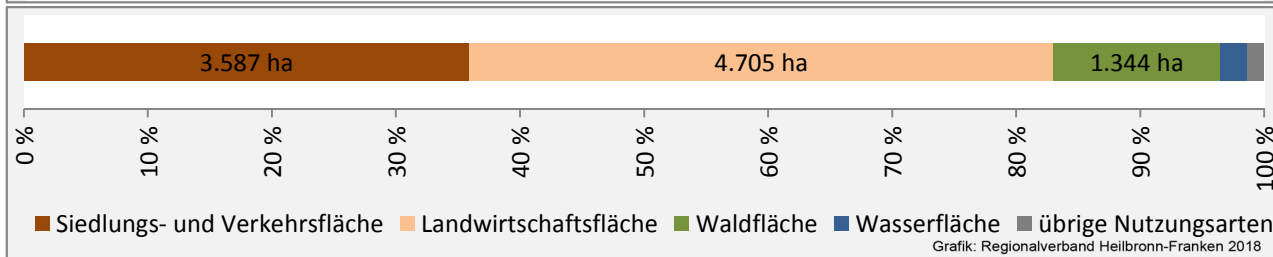 3.587 ha 4.705 ha 1.344 ha
0 % 10 % 20 % 30 % 40 % 50 % 60 % 70 % 80 % 90 % 100 %
Siedlungs- und Verkehrsfläche Landwirtschaftsfläche Waldfläche Wasserfläche übrige Nutzungsarten
Grafik: Regionalverband Heilbronn-Franken 2018